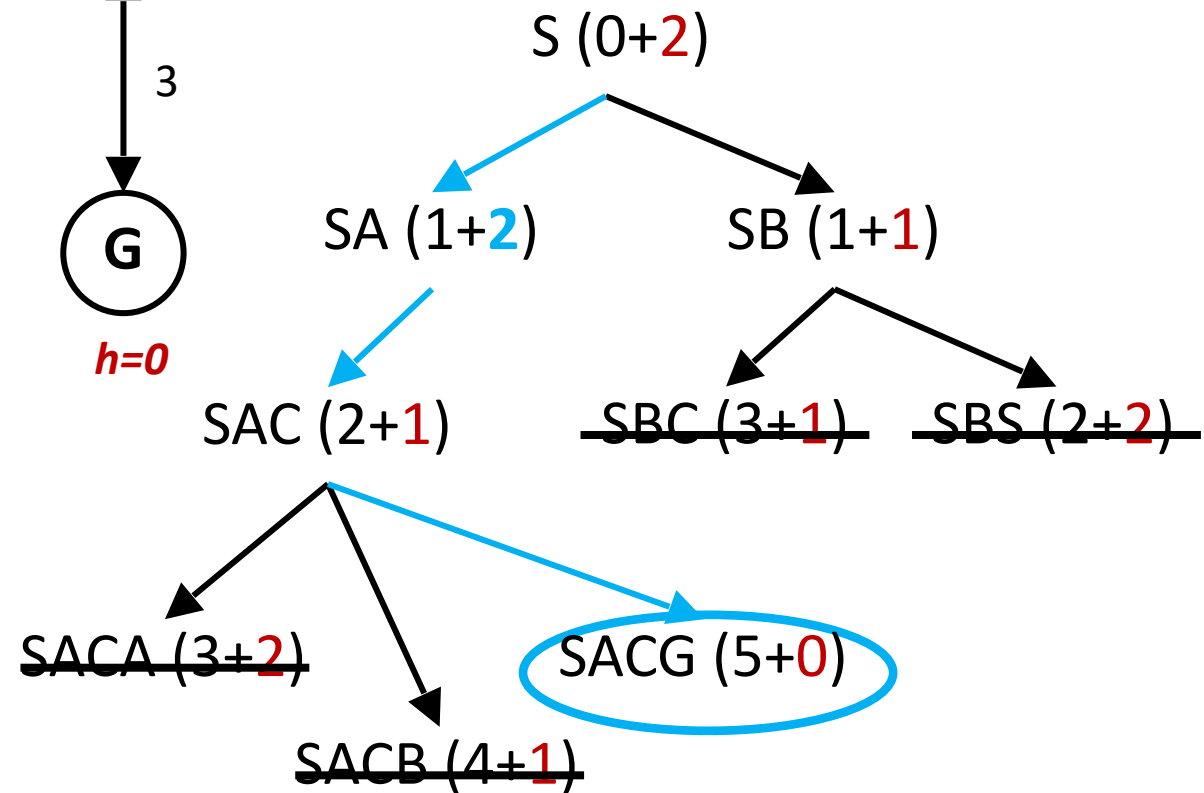 S (0+2)
3
SA (1+2)
SB (1+1)
G
h=0
SAC (2+1)
SBC (3+1)
SBS (2+2)
SACA (3+2)
SACG (5+0)
SACB (4+1)